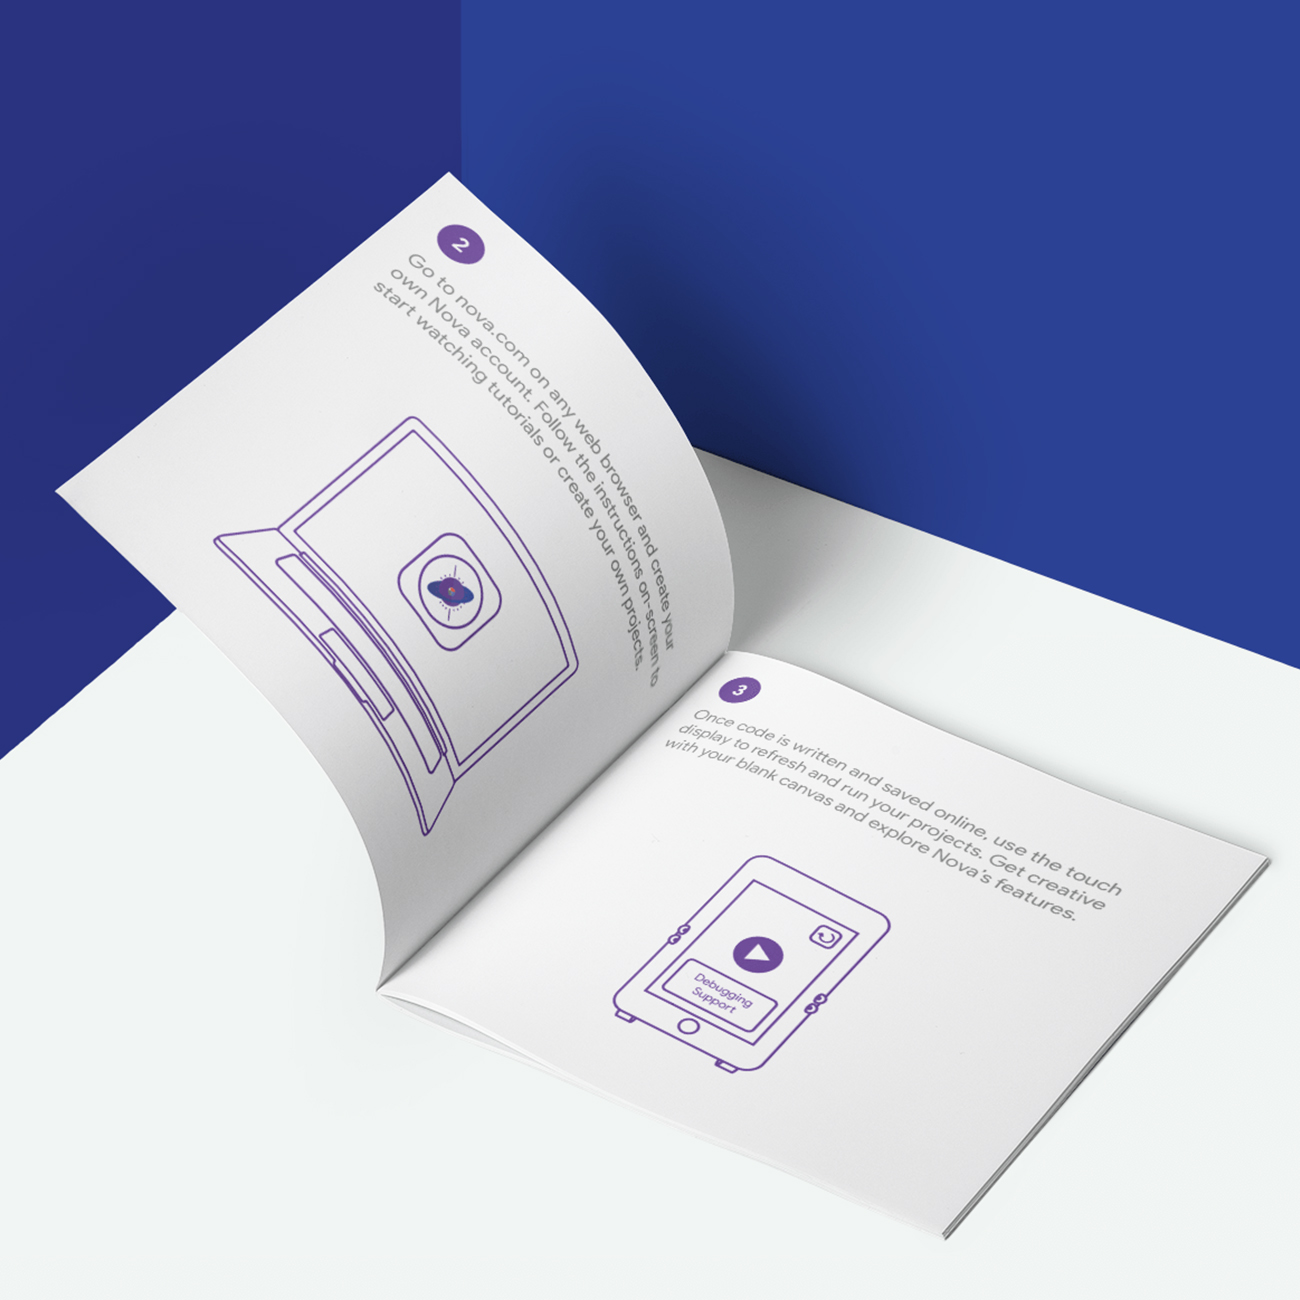 2
Go to nova.com on any web browser and create your
own Nova account. Follow the instructions on-screen to
start watching tutorials or create your own projects.
3
Once code is written and saved online, use the touch
display to refresh and run your projects. Get creative
with your blank canvas and explore Nova's features.
Debugging
Support